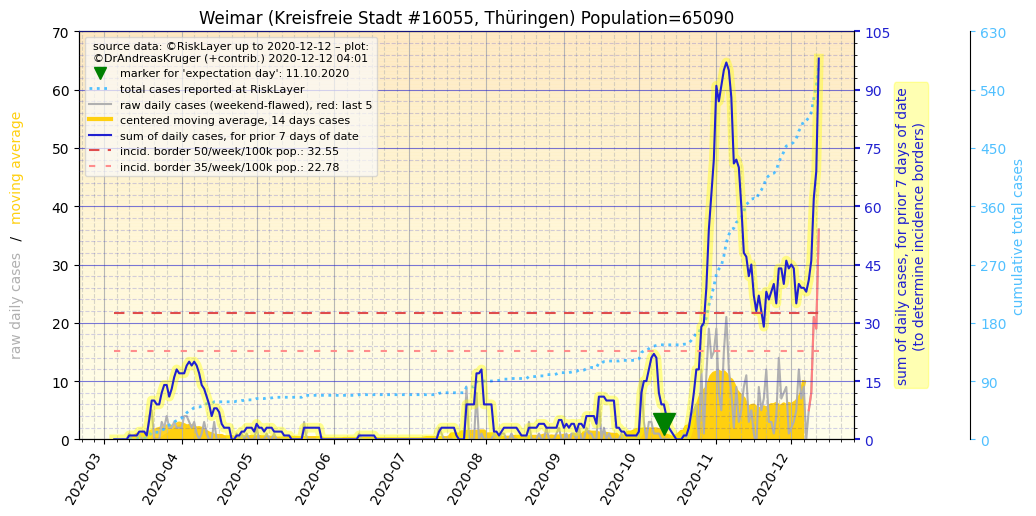 Weimar (Kreisfreie Stadt #16055, Thüringen) Population=65090
source data: ©RiskLayer up to 2020-12-12 – plot:
©DrAndreasKruger (+contrib.) 2020-12-12 04:01
marker for 'expectation day': 11.10.2020
total cases reported at RiskLayer
raw daily cases (weekend-flawed), red: last 5
centered moving average, 14 days cases
sum of daily cases, for prior 7 days of date
incid. border 50/week/100k pop.: 32.55
incid. border 35/week/100k pop.: 22.78
raw daily cases / moving average
70
60
50
40
30
20
10
0
105
90
75
60
45
30
15
0
sum of daily cases, for prior 7 days of date
(to determine incidence borders)
630
540
450
360
270
180
90
0
cumulative total cases
2020-03
2020-04
2020-05
2020-06
2020-07
2020-08
2020-09
2020-10
2020-11
2020-12